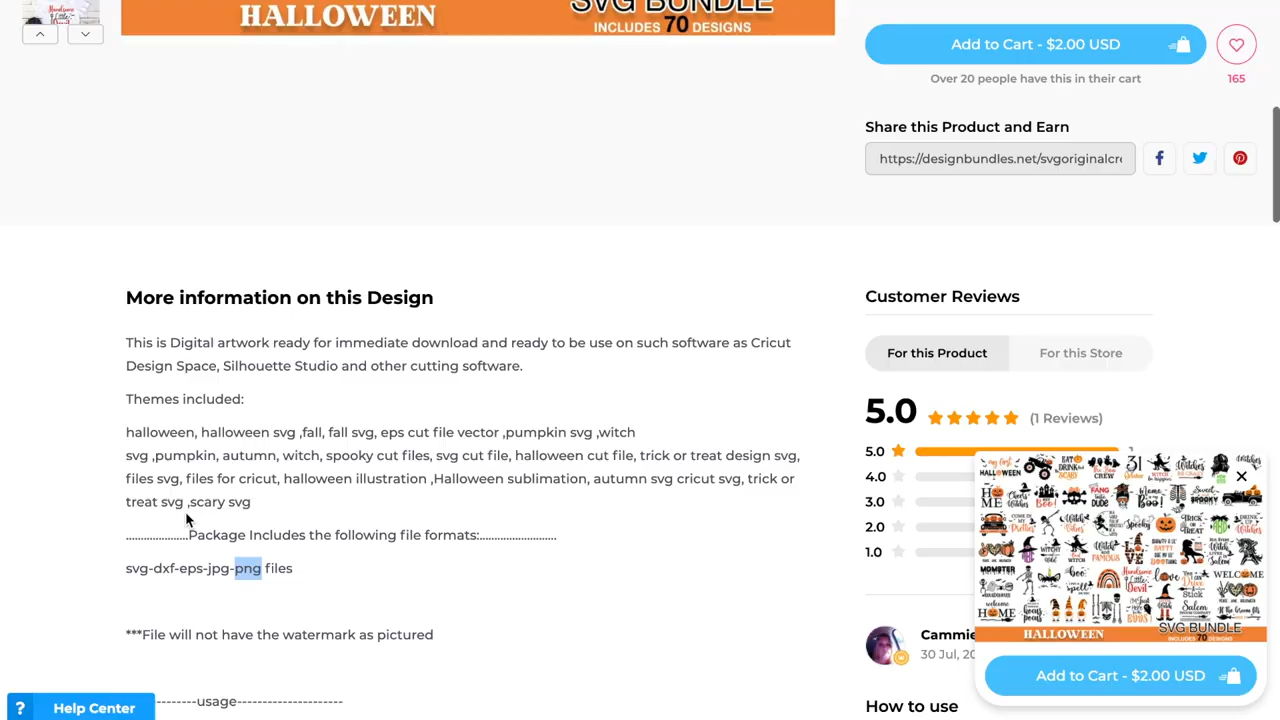 HALLOWEEN
SVG BUNDLE
INCLUDES 70 DESIGNS
Add to Cart - $2.00 USD
Over 20 people have this in their cart
165
Share this Product and Earn
https://designbundles.net/svgoriginalcre
More information on this Design
This is Digital artwork ready for immediate download and ready to be use on such software as Cricut
Design Space, Silhouette Studio and other cutting software.
Themes included:
halloween, halloween svg ,fall, fall svg, eps cut file vector ,pumpkin svg ,witch
svg ,pumpkin, autumn, witch, spooky cut files, svg cut file, halloween cut file, trick or treat design svg,
files svg, files for cricut, halloween illustration ,Halloween sublimation, autumn svg cricut svg, trick or
treat svg ,scary svg
.....................Package Includes the following file formats:..........................
svg-dxf-eps-jpg-png files
***File will not have the watermark as pictured
--------usage---------------------
? Help Center
Customer Reviews
For this Product
For this Store
5.0
(1 Reviews)
5.0
4.0
3.0
2.0
1.0
Cammie
30 Jul, 20
How to use
HALLOWEEN
SVG BUNDLE
INCLUDES 70 DESIGNS
Add to Cart - $2.00 USD